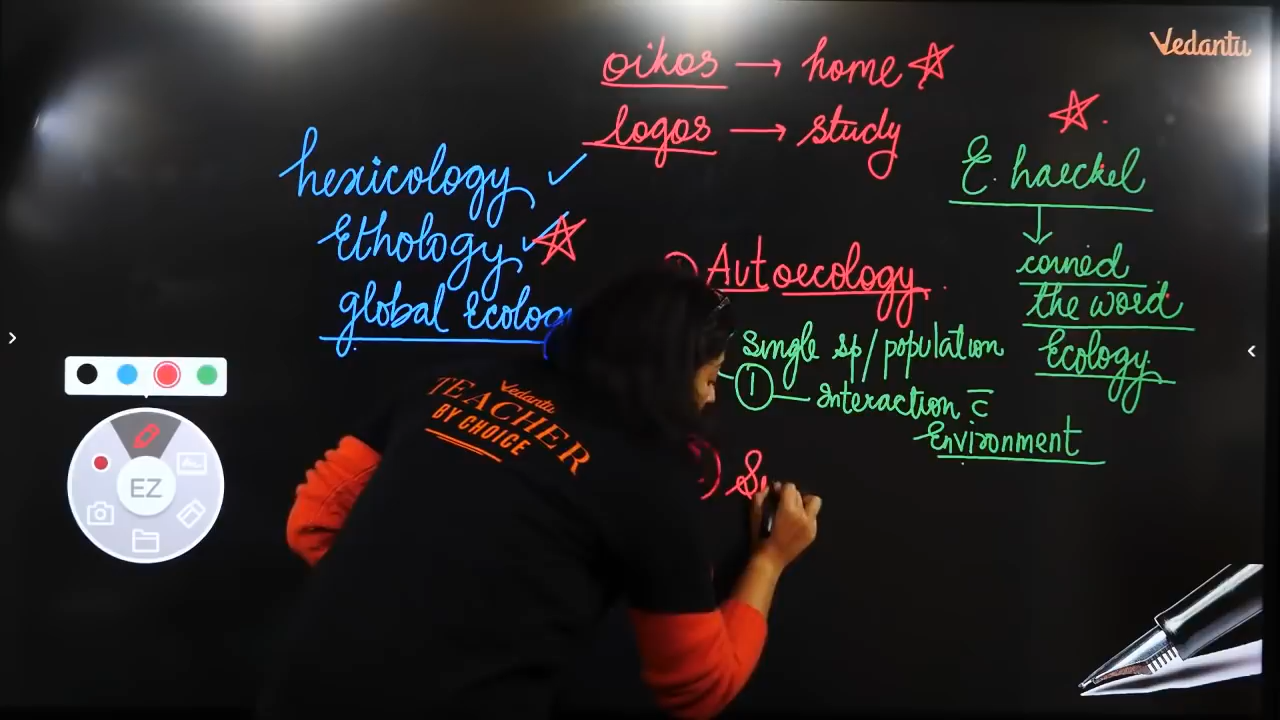 Vedantu
oikos → home
logos → study
hexicology ✓
Ethology ✓
global Ecology
E. haeckel
↓
coined
the word
Ecology.
Autoecology
Single sp/population
① — interaction c̅
Environment
EZ
Vedantu
TEACHER
BY CHOICE